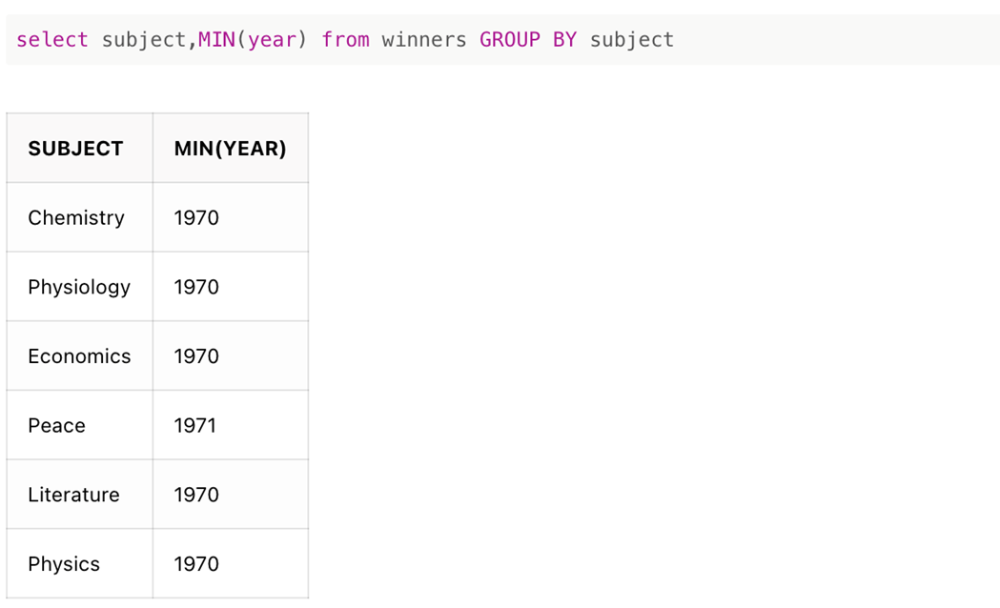 select subject,MIN(year) from winners GROUP BY subject
SUBJECT MIN(YEAR)
Chemistry 1970
Physiology 1970
Economics 1970
Peace 1971
Literature 1970
Physics 1970